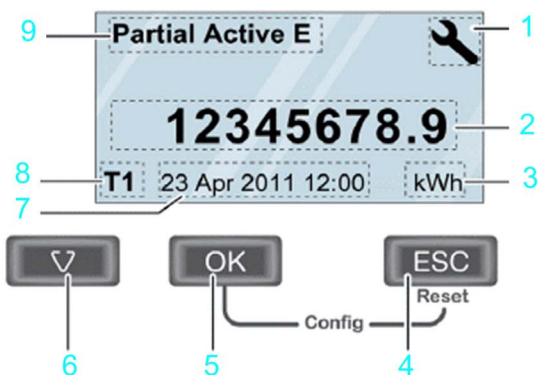 9 Partial Active E 1
12345678.9 2
8 T1 23 Apr 2011 12:00 kWh 3
7
OK ESC
Reset
Config
6 5 4